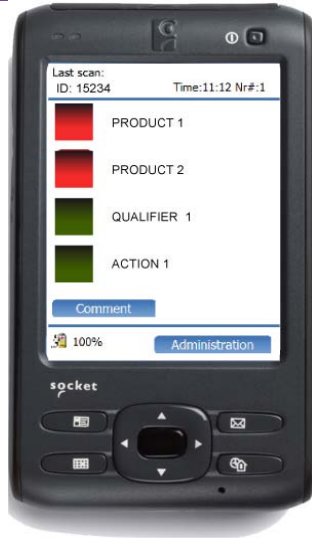 Last scan:
ID: 15234 Time:11:12 Nr#:1
PRODUCT 1
PRODUCT 2
QUALIFIER 1
ACTION 1
Comment
100% Administration
socket